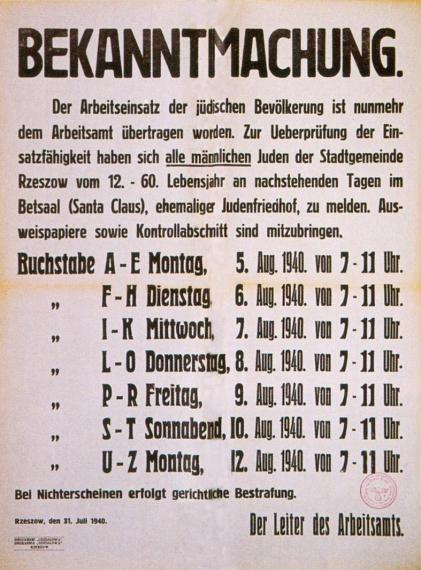 BEKANNTMACHUNG.
Der Arbeitseinsatz der jüdischen Bevölkerung ist nunmehr
dem Arbeitsamt übertragen worden. Zur Ueberprüfung der Ein-
satzfähigkeit haben sich alle männlichen Juden der Stadtgemeinde
Rzeszow vom 12. - 60. Lebensjahr an nachstehenden Tagen im
Betsaal (Santa Claus), ehemaliger Judenfriedhof, zu melden. Aus-
weispapiere sowie Kontrollabschnitt sind mitzubringen.
Buchstabe A - E Montag, 5. Aug. 1940. von 7 - 11 Uhr.
„ F - H Dienstag 6. Aug. 1940. von 7 - 11 Uhr.
„ I - K Mittwoch, 7. Aug. 1940. von 7 - 11 Uhr.
„ L - O Donnerstag, 8. Aug. 1940. von 7 - 11 Uhr.
„ P - R Freitag, 9. Aug. 1940. von 7 - 11 Uhr.
„ S - T Sonnabend, 10. Aug. 1940. von 7 - 11 Uhr.
„ U - Z Montag, 12. Aug. 1940. von 7 - 11 Uhr.
Bei Nichterscheinen erfolgt gerichtliche Bestrafung.
Rzeszow, den 31. Juli 1940.
Der Leiter des Arbeitsamts.